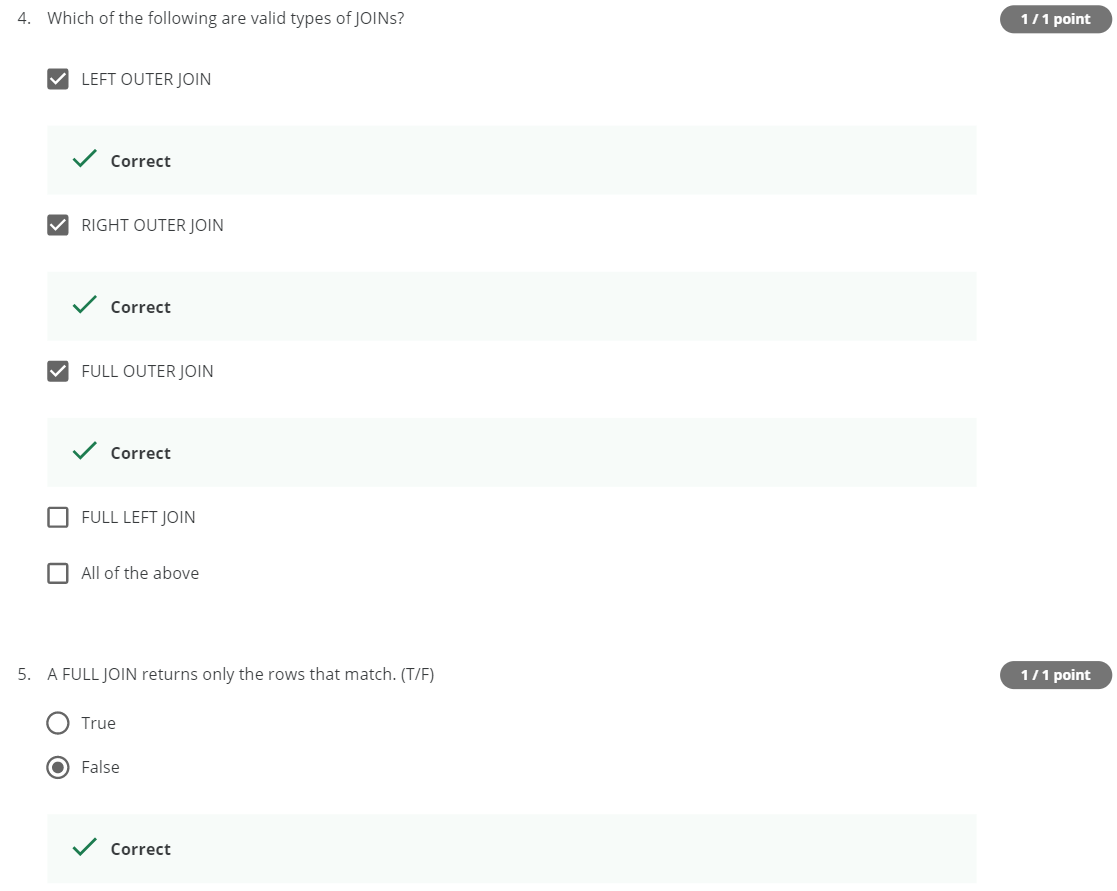 4. Which of the following are valid types of JOINs?
1 / 1 point
LEFT OUTER JOIN
Correct
RIGHT OUTER JOIN
Correct
FULL OUTER JOIN
Correct
FULL LEFT JOIN
All of the above
5. A FULL JOIN returns only the rows that match. (T/F)
1 / 1 point
True
False
Correct